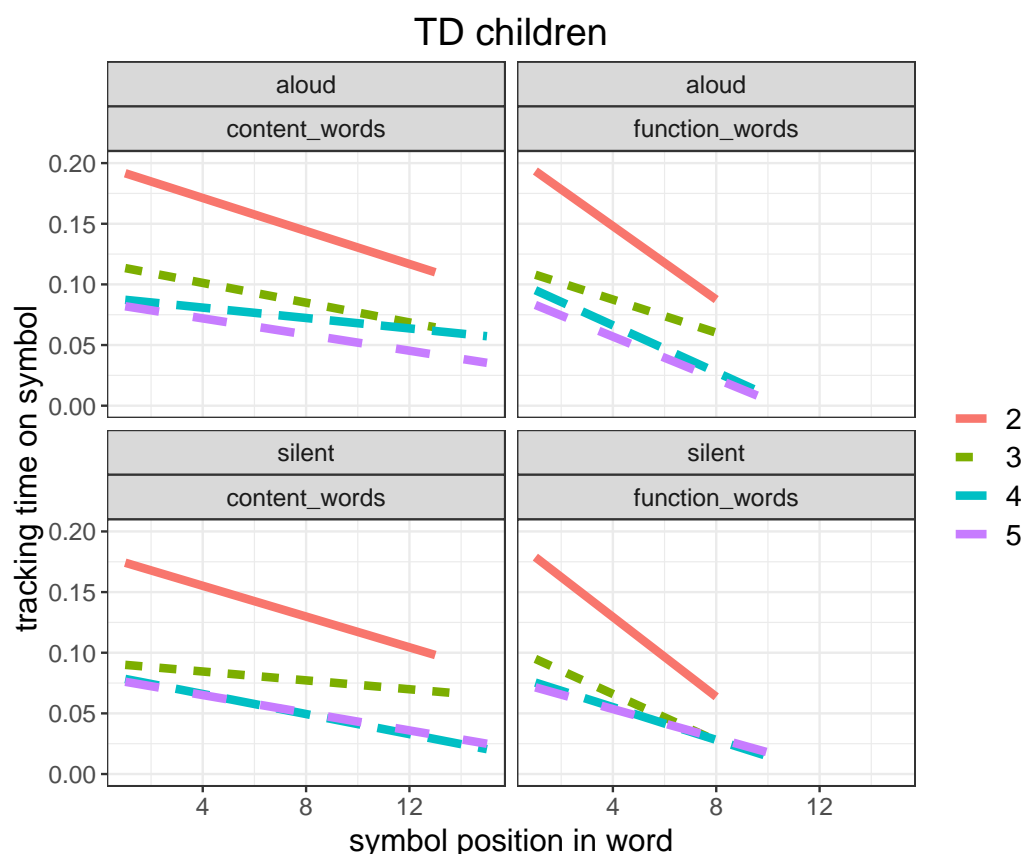 TD children
aloud
aloud
content_words
function_words
0.20
0.15
0.10
0.05
0.00
silent
silent
content_words
function_words
0.20
0.15
0.10
0.05
0.00
4
8
12
4
8
12
tracking time on symbol
symbol position in word
2
3
4
5